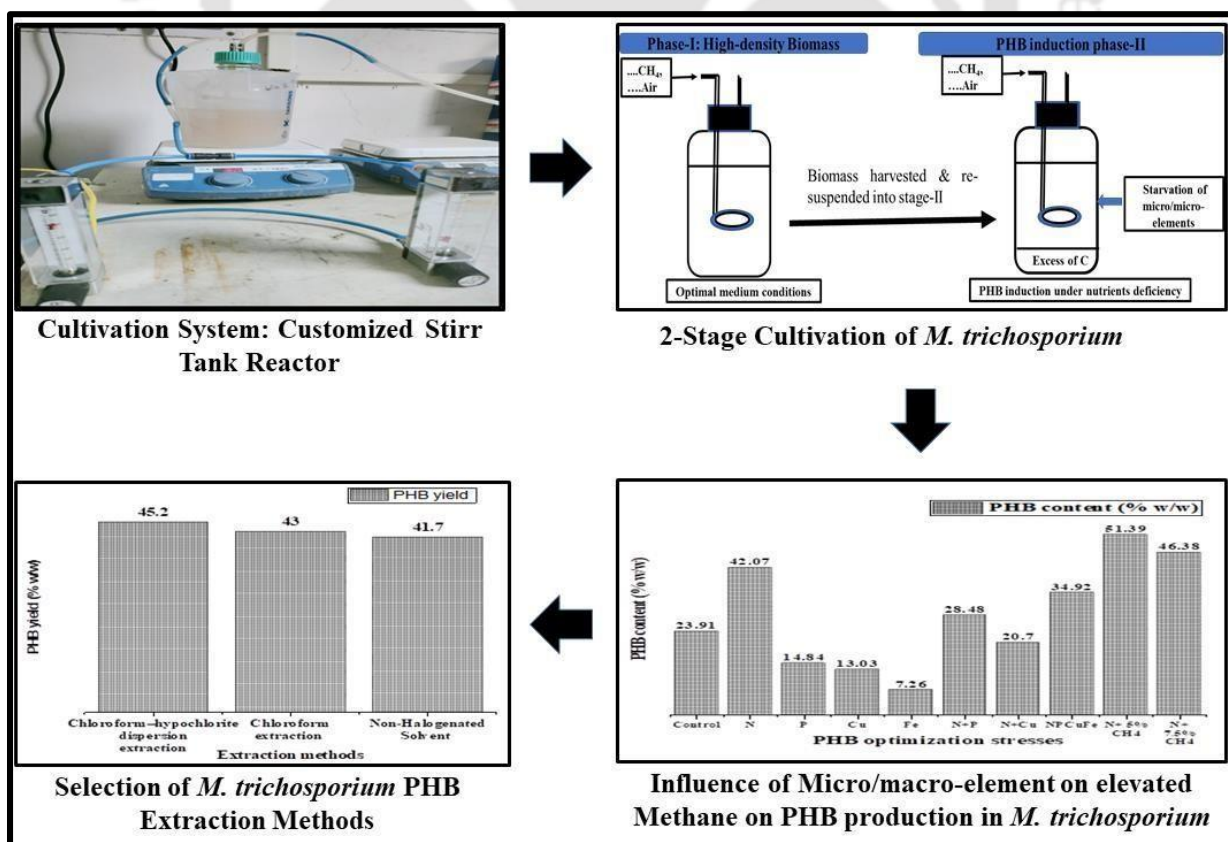 Cultivation System: Customized Stirr
Tank Reactor
Phase-I: High-density Biomass
PHB induction phase-II
....CH4,
.....Air
....CH4,
.....Air
Biomass harvested & re-
suspended into stage-II
Starvation of
micro/micro-
elements
Excess of C
Optimal medium conditions
PHB induction under nutrients deficiency
2-Stage Cultivation of M. trichosporium
PHB yield
45.2
43
41.7
PHB yield (% w/w)
Chloroform–hypochlorite
dispersion
extraction
Chloroform
extraction
Non-Halogenated
Solvent
Extraction methods
Selection of M. trichosporium PHB
Extraction Methods
PHB content (% w/w)
51.39
46.38
42.07
34.92
28.48
23.91
20.7
14.84
13.03
7.26
PHB content (% w/w)
Control N P Cu Fe N+P N+Cu NPCuFe N+ 5% N+
CH4 7.5%
CH4
PHB optimization stresses
Influence of Micro/macro-element on elevated
Methane on PHB production in M. trichosporium